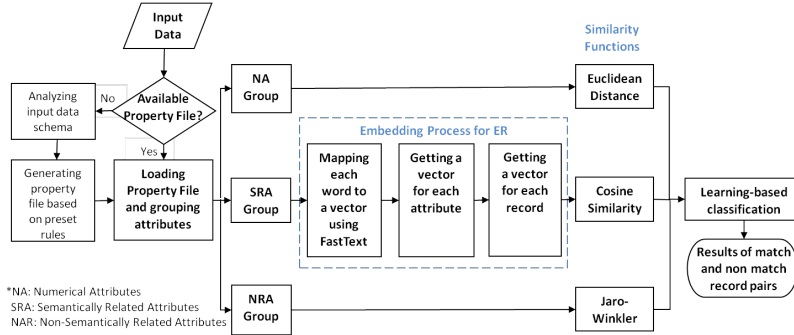 Input
Data
Similarity
Functions
No
Available
Property File?
Analyzing
input data
schema
Yes
NA
Group
Euclidean
Distance
Embedding Process for ER
Generating
property file
based on
preset
rules
Loading
Property File
and grouping
attributes
SRA
Group
Mapping
each
word to
a vector
using
FastText
Getting a
vector
for each
attribute
Getting
a vector
for each
record
Cosine
Similarity
Learning-based
classification
Results of match
and non match
record pairs
NRA
Group
Jaro-
Winkler
*NA: Numerical Attributes
SRA: Semantically Related Attributes
NAR: Non-Semantically Related Attributes